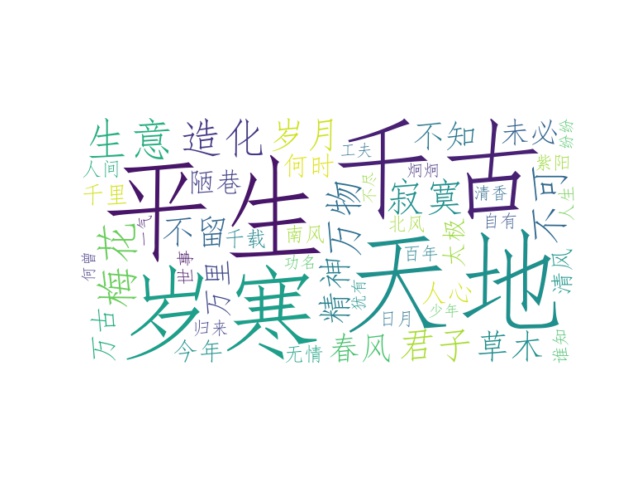 生意
造化
岁月
千古
不知
未必
纷纷
人间
平生
陋巷
何时
工夫
炯炯
寂寞
紫阳
千里
不尽
清香
不可
人生
万物
梅花
一气
不留
千载
南风
北风
自有
何曾
世事
万里
功名
精神
百年
太极
天地
清风
岁寒
犹有
人心
万古
归来
日月
少年
今年
无情
春风
君子
草木
谁知